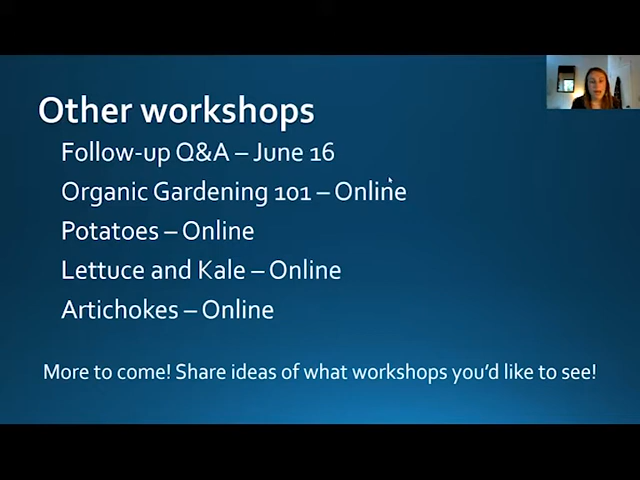 Other workshops
Follow-up Q&A – June 16
Organic Gardening 101 – Online
Potatoes – Online
Lettuce and Kale – Online
Artichokes – Online
More to come! Share ideas of what workshops you'd like to see!